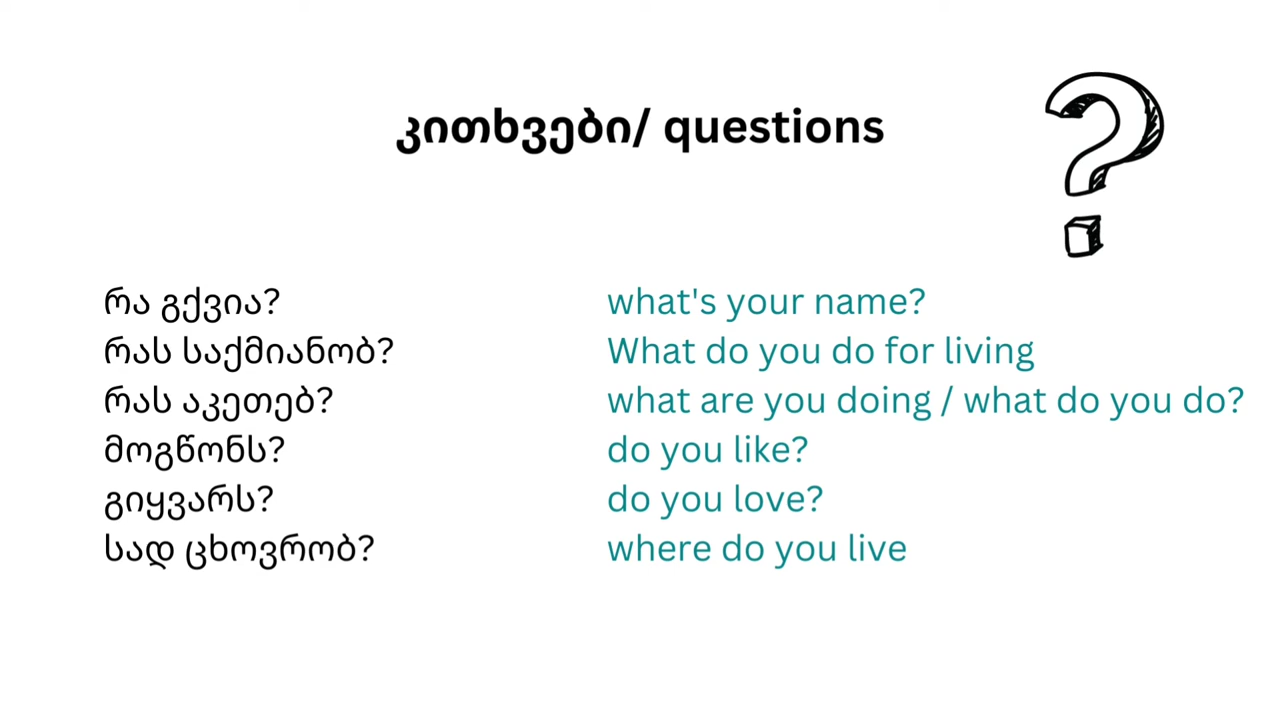 კითხვები/ questions
რა გქვია? what's your name?
რას საქმიანობ? What do you do for living
რას აკეთებ? what are you doing / what do you do?
მოგწონს? do you like?
გიყვარს? do you love?
სად ცხოვრობ? where do you live